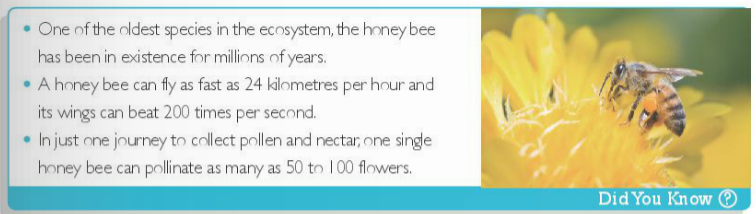 • One of the oldest species in the ecosystem, the honey bee
has been in existence for millions of years.
• A honey bee can fly as fast as 24 kilometres per hour and
its wings can beat 200 times per second.
• In just one journey to collect pollen and nectar, one single
honey bee can pollinate as many as 50 to 100 flowers.
Did You Know ?